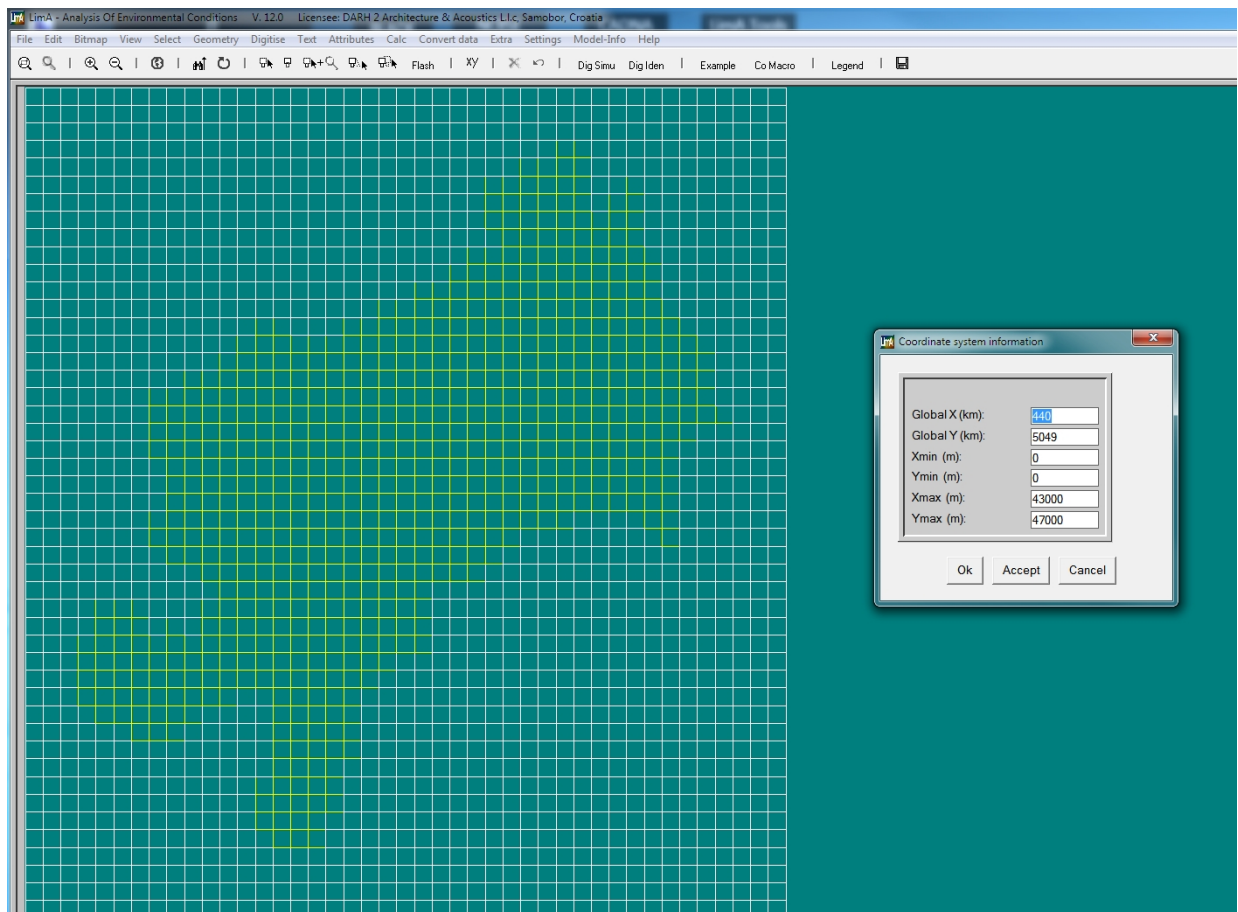 LimA - Analysis Of Environmental Conditions V. 12.0 Licensee: DARH 2 Architecture & Acoustics L.l.c, Samobor, Croatia
File Edit Bitmap View Select Geometry Digitise Text Attributes Calc Convert data Extra Settings Model-Info Help
Flash XY Dig Simu Dig Iden Example Co Macro Legend
LimA Coordinate system information
Global X (km): 440
Global Y (km): 5049
Xmin (m): 0
Ymin (m): 0
Xmax (m): 43000
Ymax (m): 47000
Ok Accept Cancel